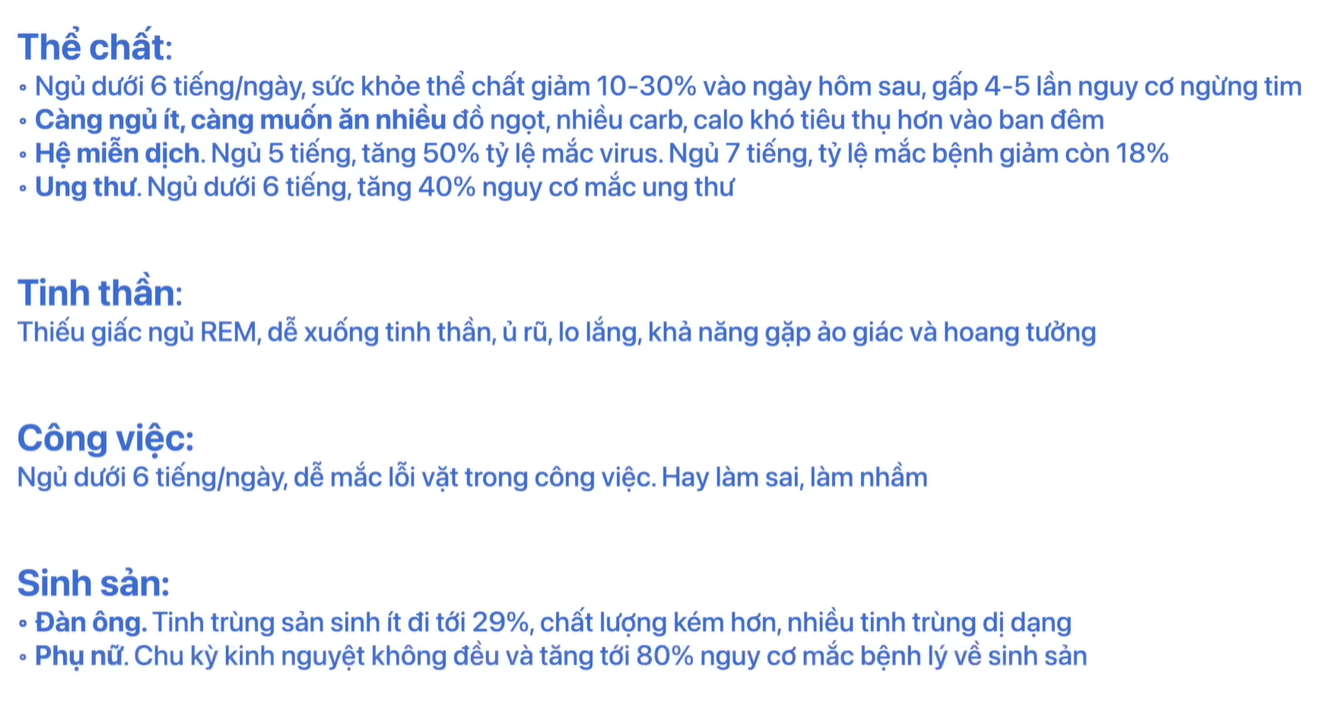 Thể chất:
◦ Ngủ dưới 6 tiếng/ngày, sức khỏe thể chất giảm 10-30% vào ngày hôm sau, gấp 4-5 lần nguy cơ ngừng tim
◦ Càng ngủ ít, càng muốn ăn nhiều đồ ngọt, nhiều carb, calo khó tiêu thụ hơn vào ban đêm
◦ Hệ miễn dịch. Ngủ 5 tiếng, tăng 50% tỷ lệ mắc virus. Ngủ 7 tiếng, tỷ lệ mắc bệnh giảm còn 18%
◦ Ung thư. Ngủ dưới 6 tiếng, tăng 40% nguy cơ mắc ung thư
Tinh thần:
Thiếu giấc ngủ REM, dễ xuống tinh thần, ủ rũ, lo lắng, khả năng gặp ảo giác và hoang tưởng
Công việc:
Ngủ dưới 6 tiếng/ngày, dễ mắc lỗi vặt trong công việc. Hay làm sai, làm nhầm
Sinh sản:
◦ Đàn ông. Tinh trùng sản sinh ít đi tới 29%, chất lượng kém hơn, nhiều tinh trùng dị dạng
◦ Phụ nữ. Chu kỳ kinh nguyệt không đều và tăng tới 80% nguy cơ mắc bệnh lý về sinh sản